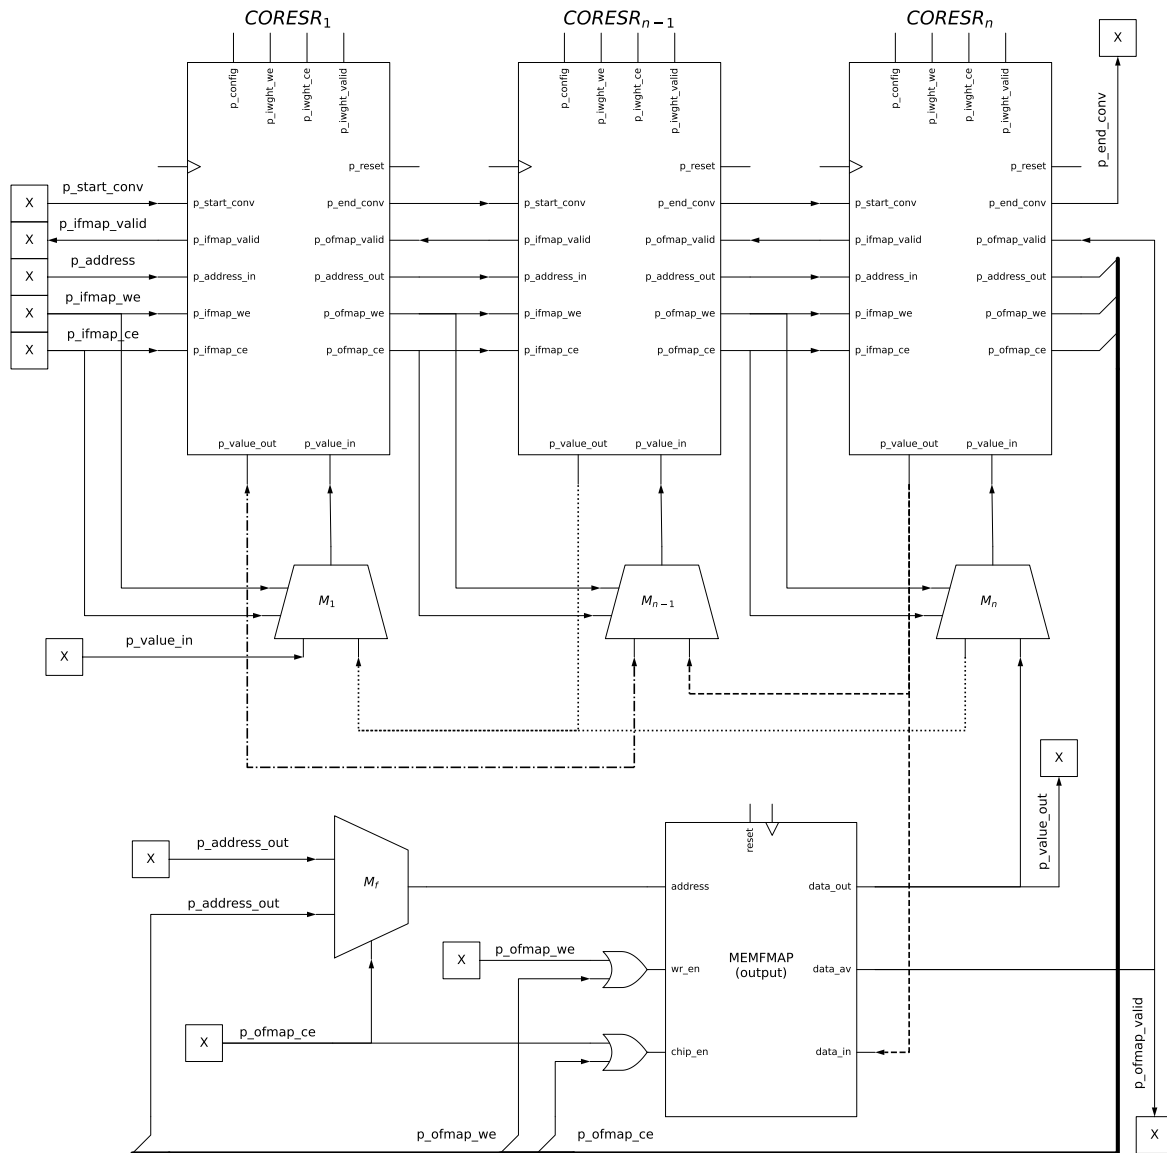 CORESR1
CORESRn−1
CORESRn
X
p_config
p_iwght_we
p_iwght_ce
p_iwght_valid
p_config
p_iwght_we
p_iwght_ce
p_iwght_valid
p_config
p_iwght_we
p_iwght_ce
p_iwght_valid
p_end_conv
p_reset
p_reset
p_reset
X
p_start_conv
p_start_conv
p_end_conv
p_start_conv
p_end_conv
p_start_conv
p_end_conv
X
p_ifmap_valid
p_ifmap_valid
p_ofmap_valid
p_ifmap_valid
p_ofmap_valid
p_ifmap_valid
p_ofmap_valid
X
p_address
p_address_in
p_address_out
p_address_in
p_address_out
p_address_in
p_address_out
X
p_ifmap_we
p_ifmap_we
p_ofmap_we
p_ifmap_we
p_ofmap_we
p_ifmap_we
p_ofmap_we
X
p_ifmap_ce
p_ifmap_ce
p_ofmap_ce
p_ifmap_ce
p_ofmap_ce
p_ifmap_ce
p_ofmap_ce
p_value_out
p_value_in
p_value_out
p_value_in
p_value_out
p_value_in
M1
Mn−1
Mn
X
p_value_in
X
p_value_out
X
p_address_out
Mf
p_address_out
reset
address
data_out
X
p_ofmap_we
wr_en
MEMFMAP
(output)
data_av
X
p_ofmap_ce
chip_en
data_in
p_ofmap_valid
p_ofmap_we
p_ofmap_ce
X